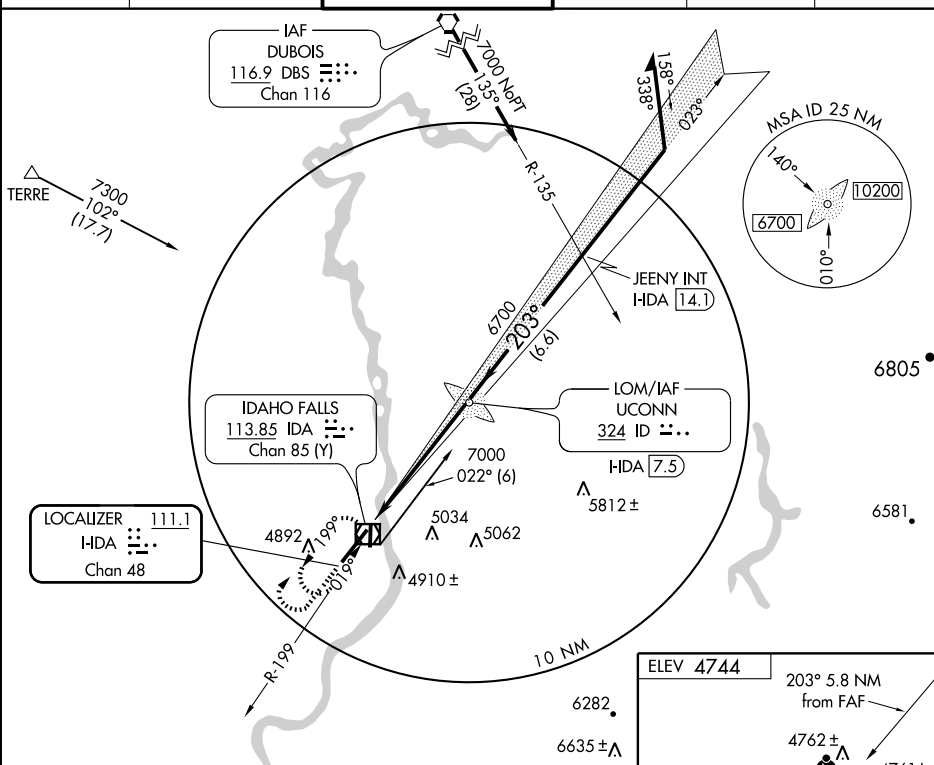 IAF
DUBOIS
116.9 DBS
Chan 116
7000 NoPT
135°
(28)
R-135
158°
338°
023°
MSA ID 25 NM
140°
10200
6700
010°
TERRE
7300
102°
(17.7)
JEENY INT
I-IDA 14.1
6700
203°
(6.6)
6805
IDAHO FALLS
113.85 IDA
Chan 85 (Y)
LOM/IAF
UCONN
324 ID
I-IDA 7.5
7000
022° (6)
5812 ±
6581
LOCALIZER 111.1
I-IDA
Chan 48
4892
199°
019°
5034
5062
4910 ±
R-199
10 NM
6282
6635 ±
ELEV 4744
203° 5.8 NM
from FAF
4762 ±